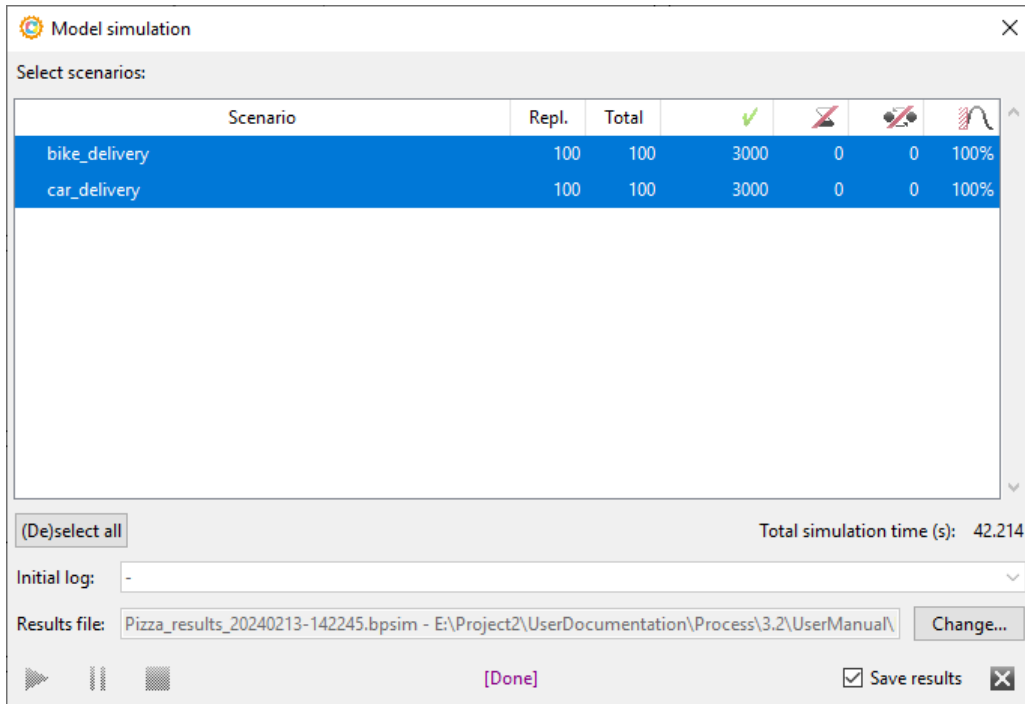 Model simulation
Select scenarios:
Scenario Repl. Total
bike_delivery 100 100 3000 0 0 100%
car_delivery 100 100 3000 0 0 100%
(De)select all Total simulation time (s): 42.214
Initial log: -
Results file: Pizza_results_20240213-142245.bpsim - E:\Project2\UserDocumentation\Process\3.2\UserManual\ Change...
[Done] Save results